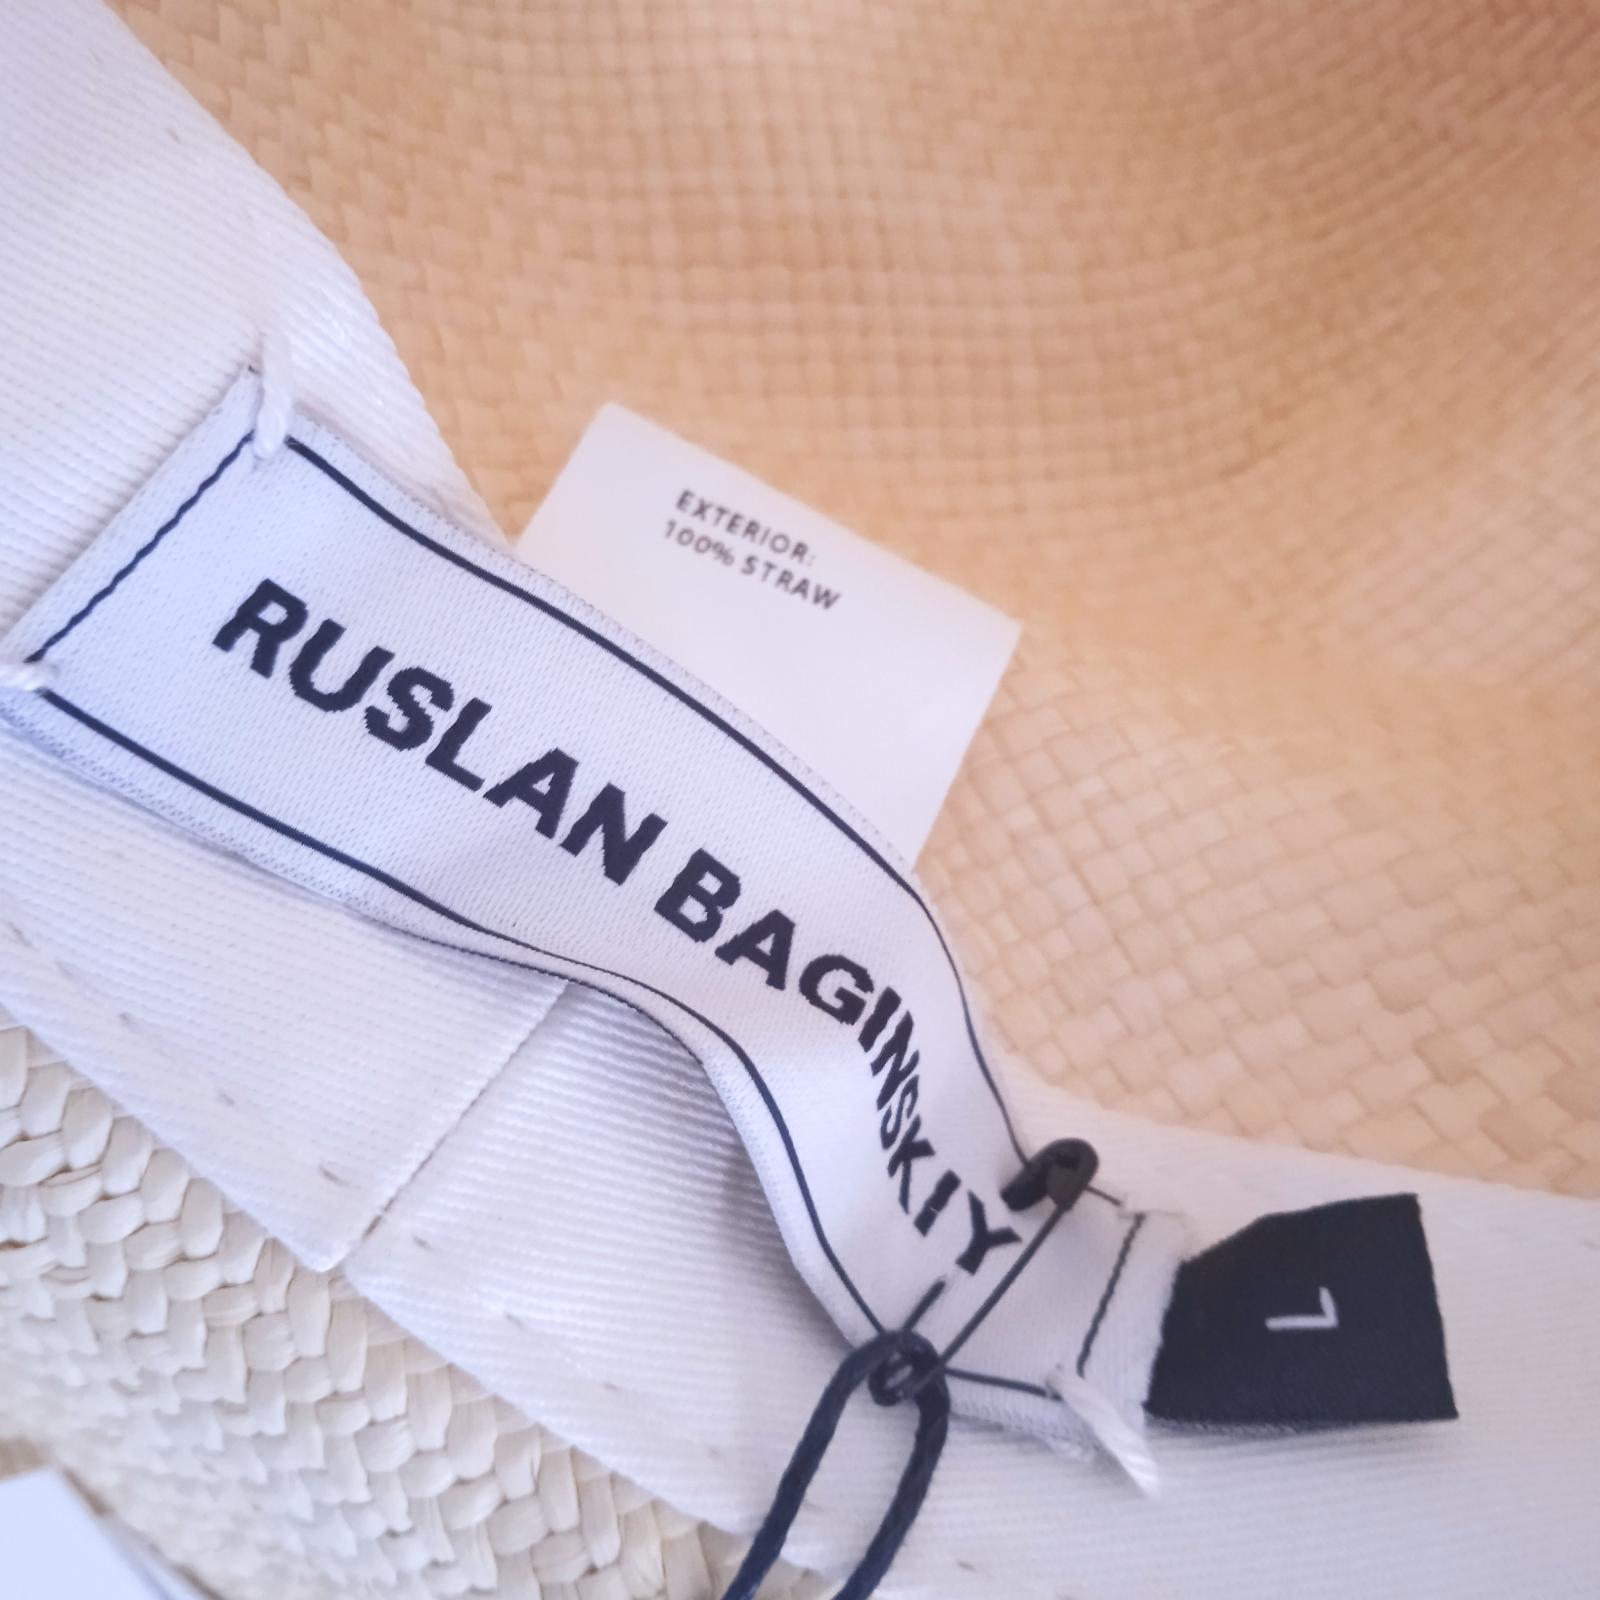 EXTERIOR:
100% STRAW
RUSLAN BAGINSKIY
L